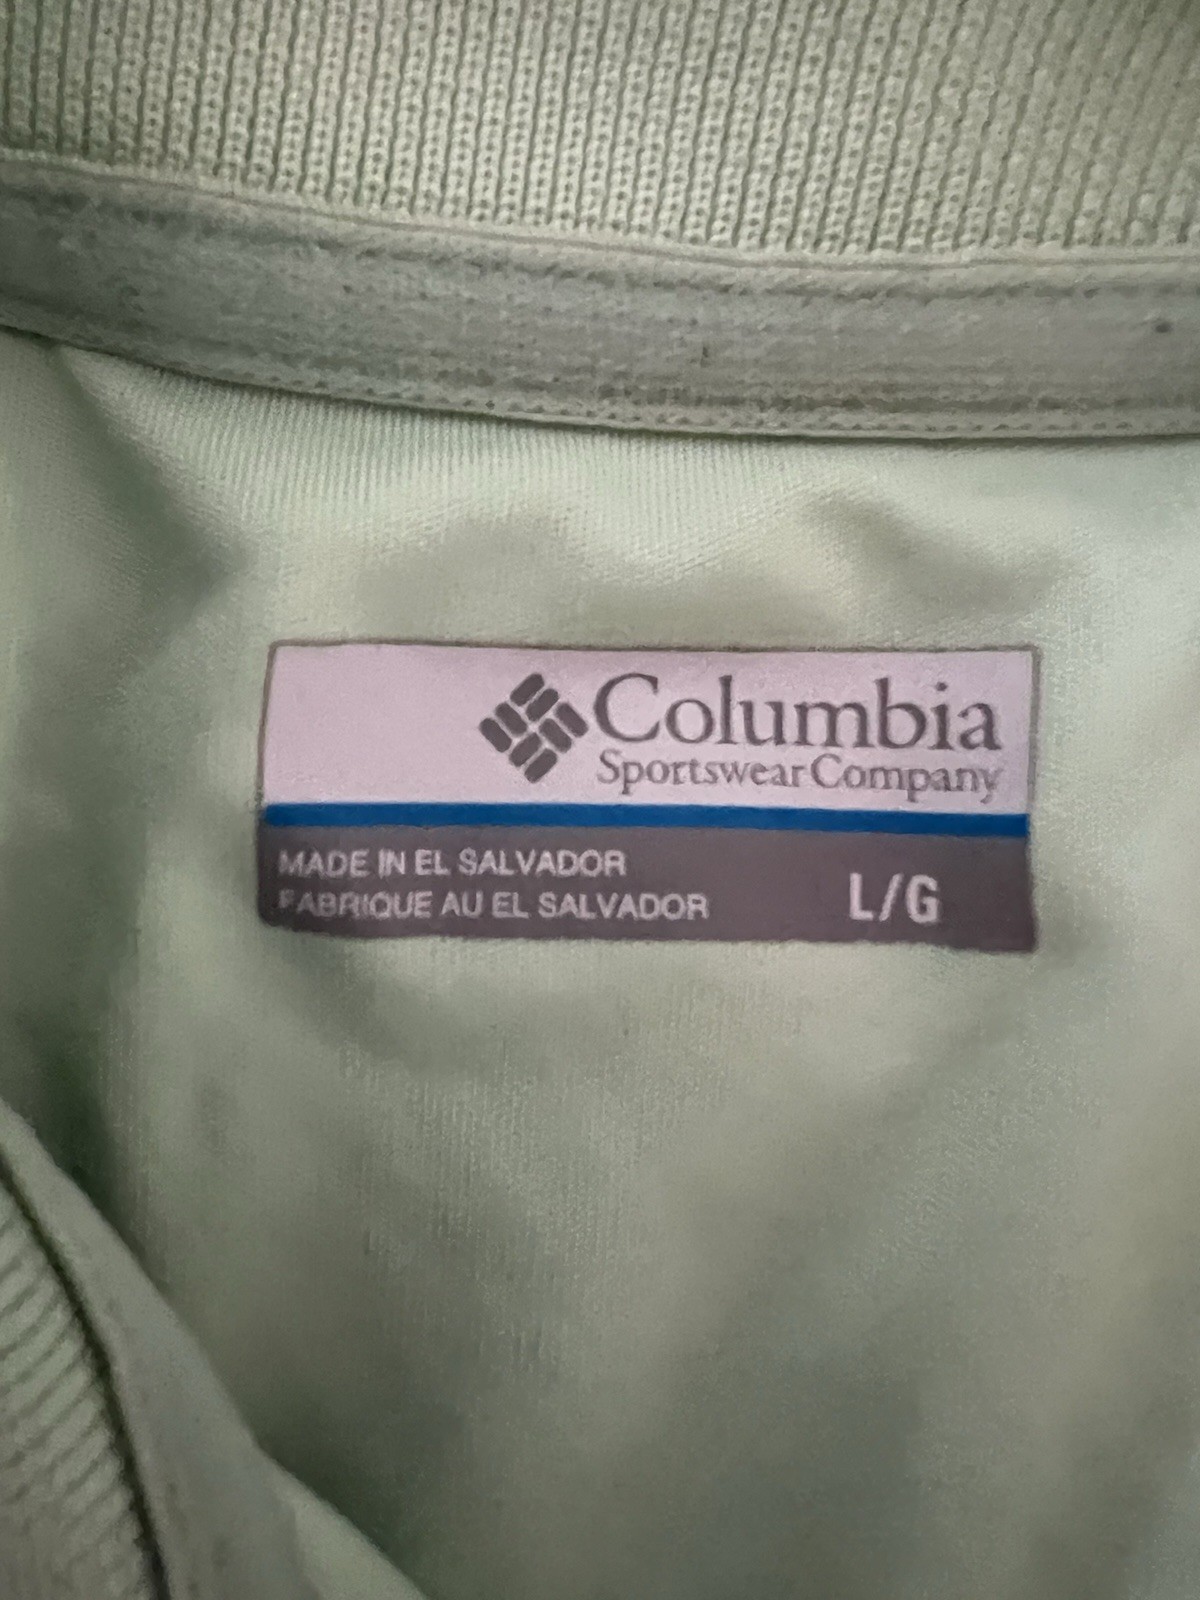 Columbia
Sportswear Company
MADE IN EL SALVADOR
FABRIQUE AU EL SALVADOR
L/G